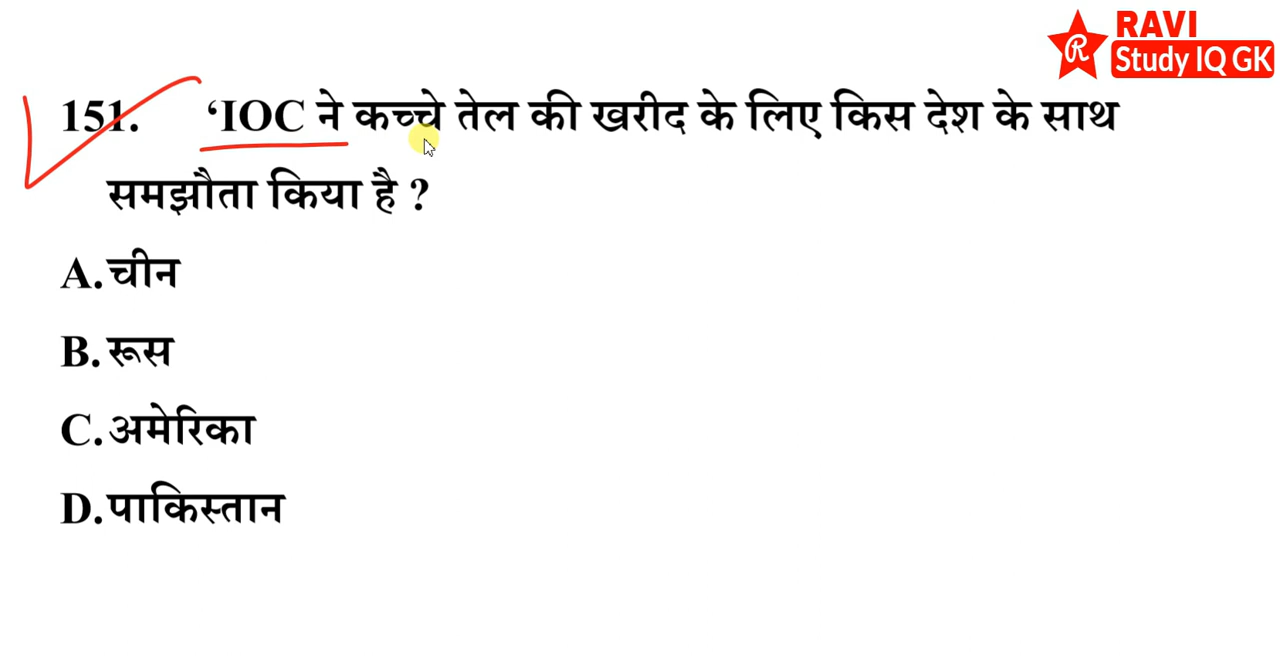 RAVI
Study IQ GK
151. ‘IOC ने कच्चे तेल की खरीद के लिए किस देश के साथ
समझौता किया है ?
A.चीन
B.रूस
C.अमेरिका
D.पाकिस्तान